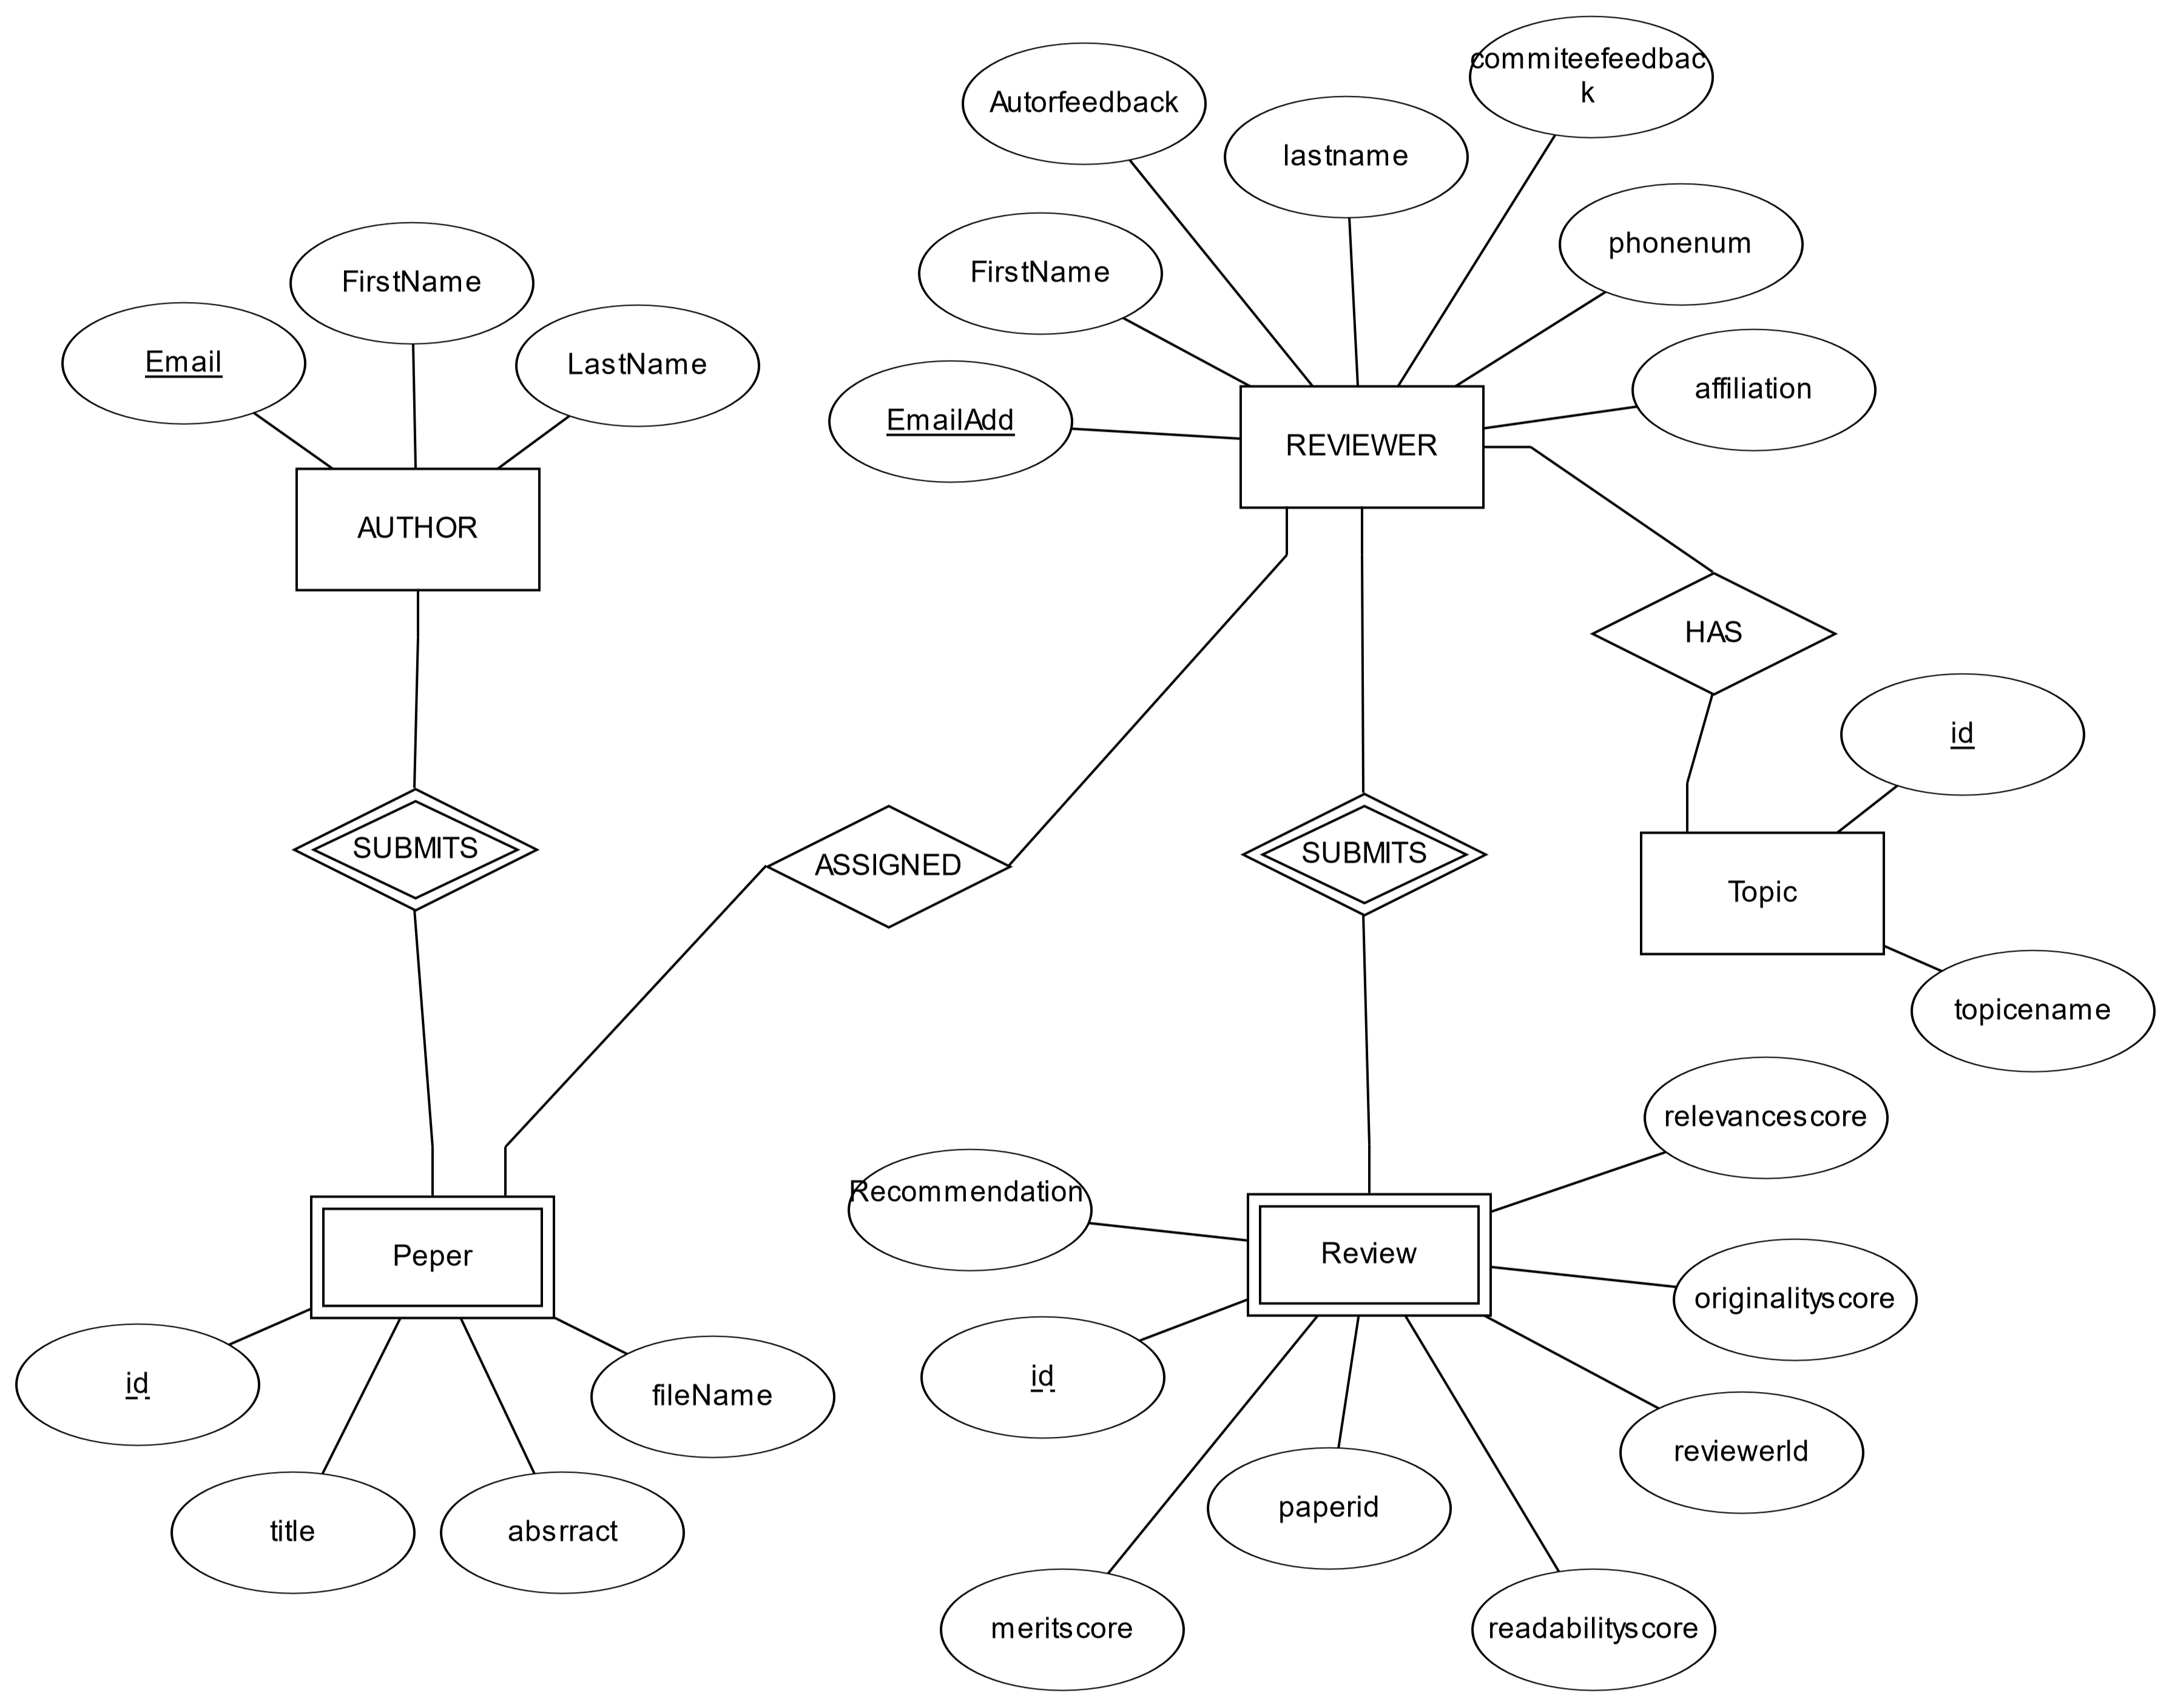 commiteefeedbac
k
Autorfeedback
lastname
phonenum
FirstName
FirstName
Email
LastName
affiliation
EmailAdd
REVIEWER
AUTHOR
HAS
id
SUBMITS
ASSIGNED
SUBMITS
Topic
topicename
relevancescore
Recommendation
Peper
Review
originalityscore
id
fileName
id
reviewerId
title
absrract
paperid
meritscore
readabilityscore